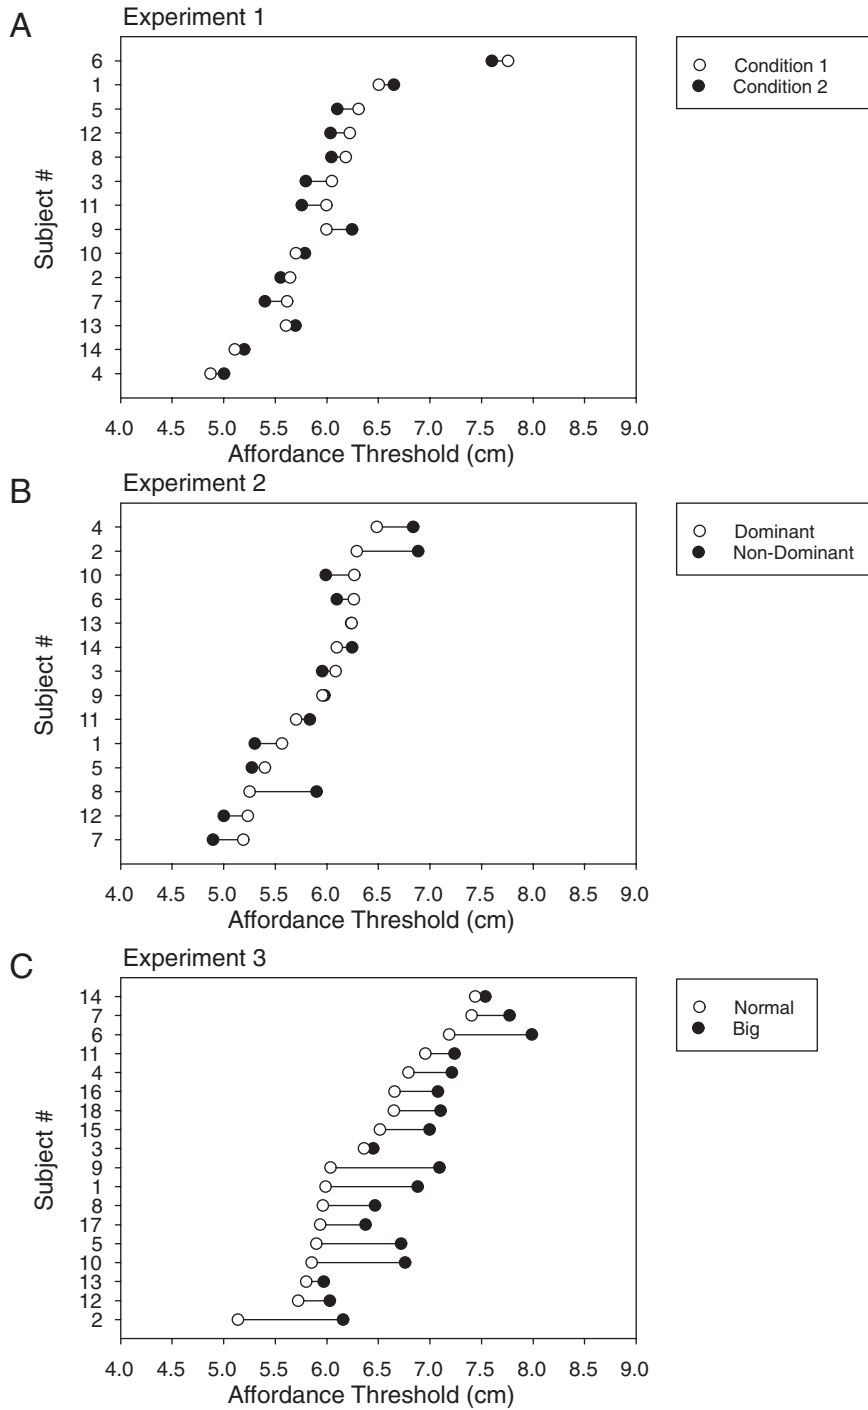 A
Experiment 1
Subject #
6
1
5
12
8
3
11
9
10
2
7
13
14
4
4.0 4.5 5.0 5.5 6.0 6.5 7.0 7.5 8.0 8.5 9.0
Affordance Threshold (cm)
Condition 1
Condition 2
B
Experiment 2
Subject #
4
2
10
6
13
14
3
9
11
1
5
8
12
7
4.0 4.5 5.0 5.5 6.0 6.5 7.0 7.5 8.0 8.5 9.0
Affordance Threshold (cm)
Dominant
Non-Dominant
C
Experiment 3
Subject #
14
7
6
11
4
16
18
15
3
9
1
8
17
5
10
13
12
2
4.0 4.5 5.0 5.5 6.0 6.5 7.0 7.5 8.0 8.5 9.0
Affordance Threshold (cm)
Normal
Big